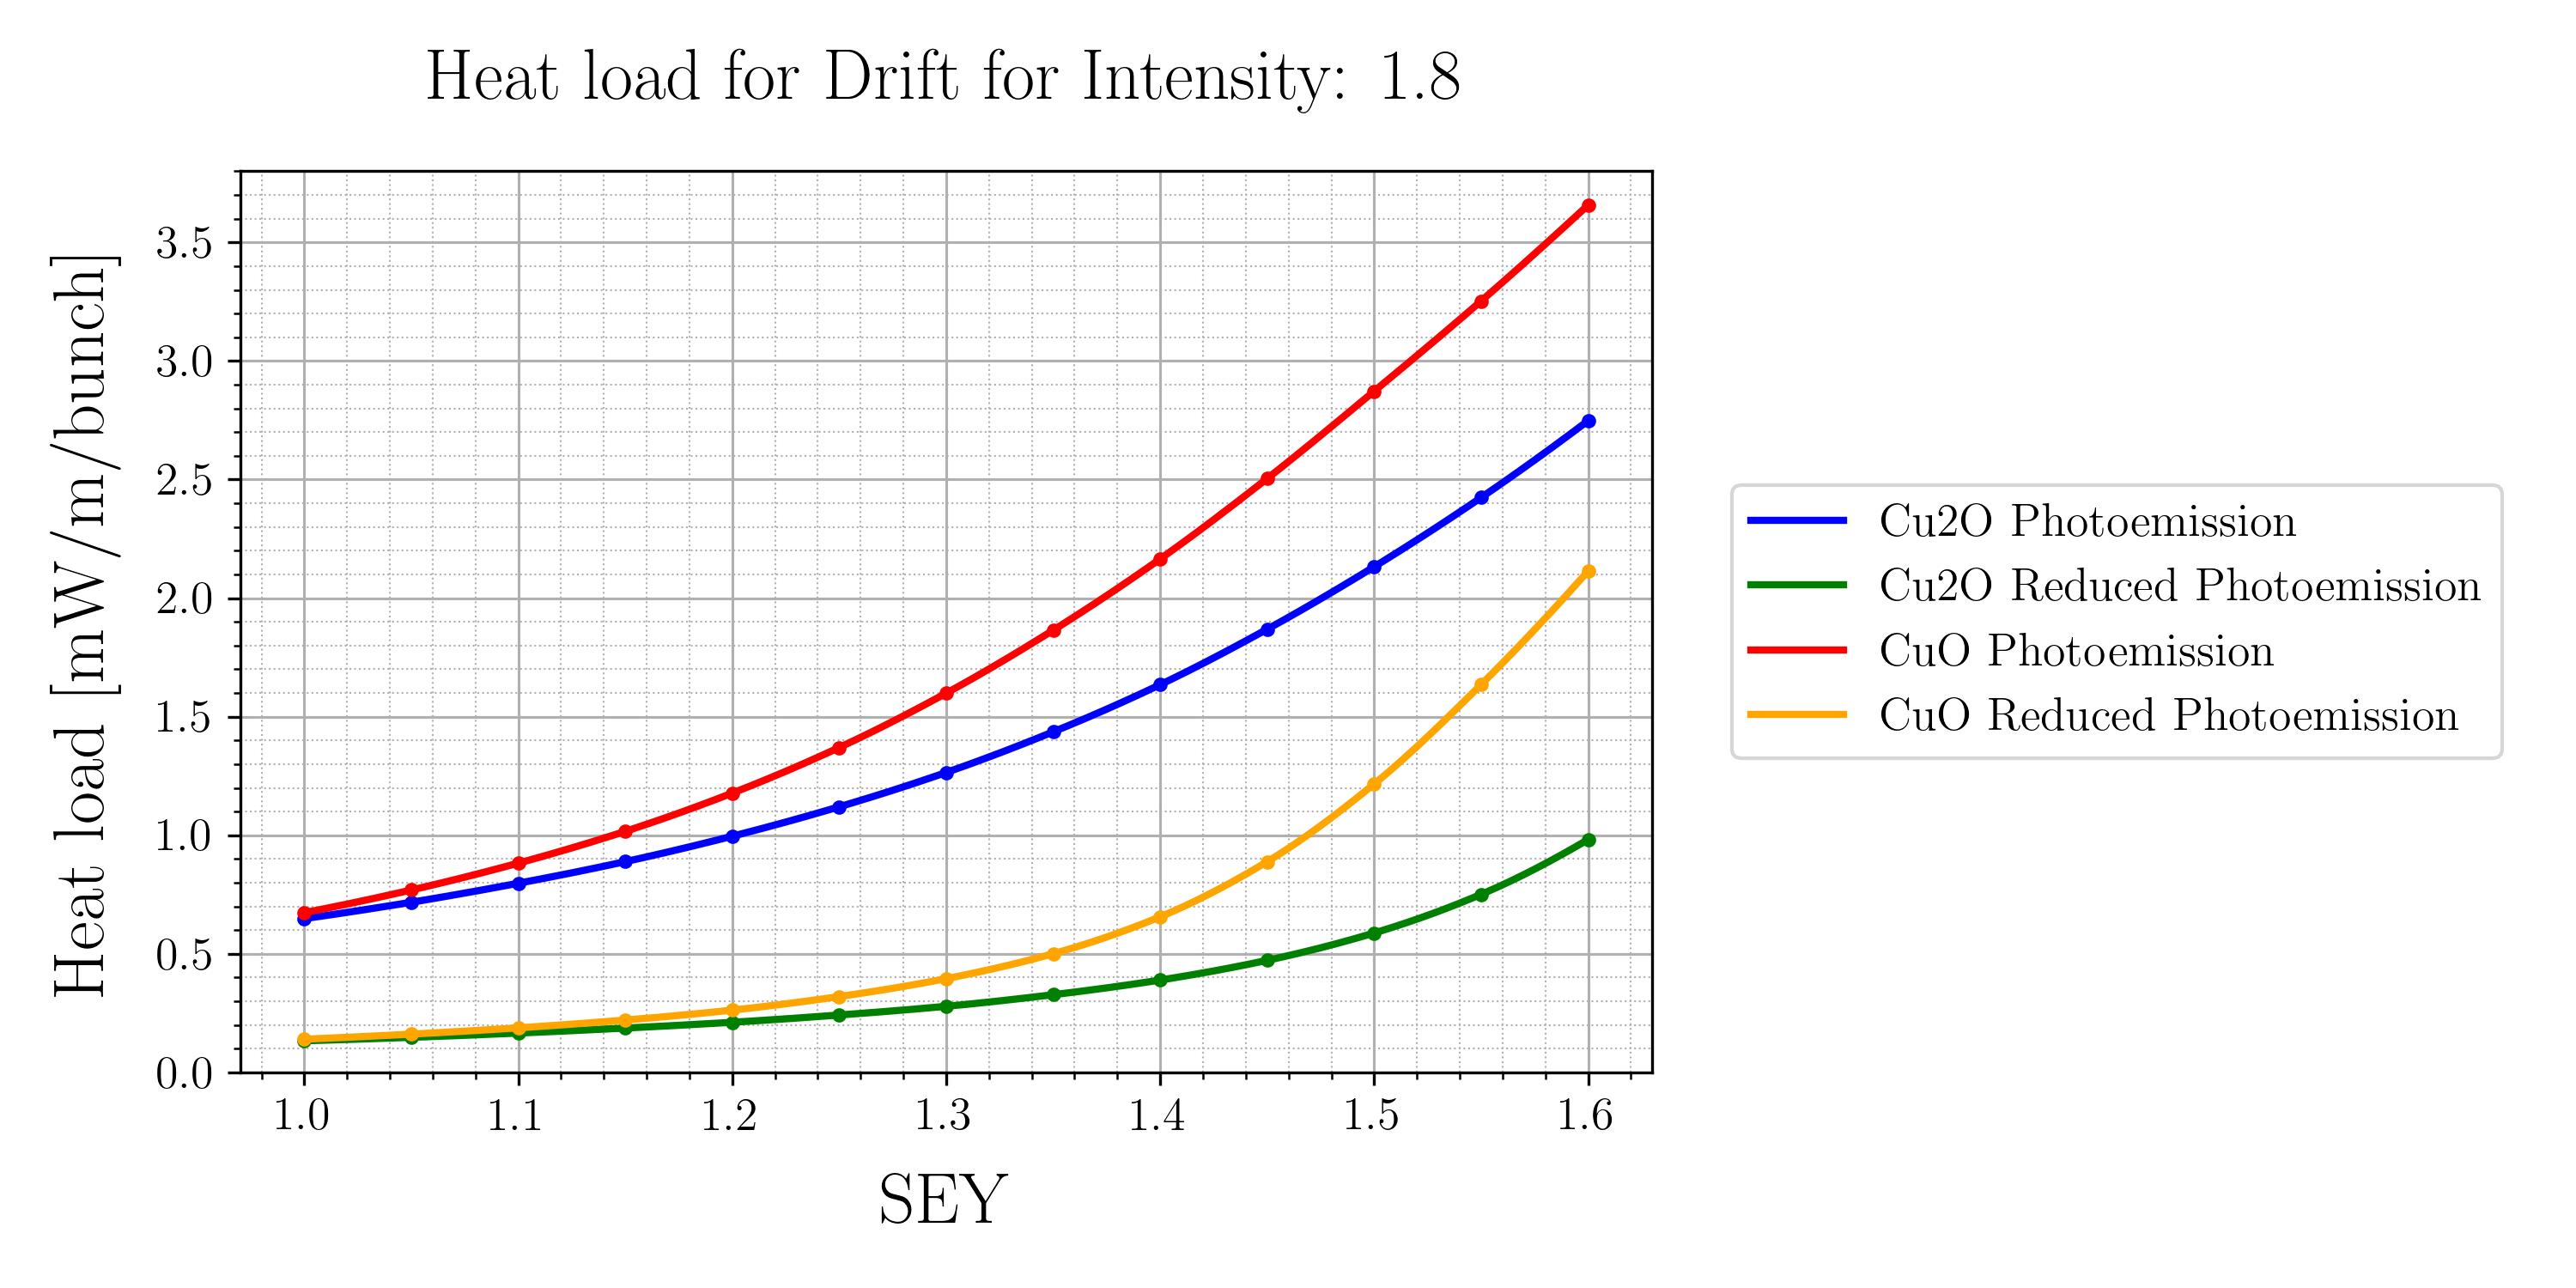 Heat load for Drift for Intensity: 1.8
Heat load [mW/m/bunch]
3.5
3.0
2.5
2.0
1.5
1.0
0.5
0.0
1.0 1.1 1.2 1.3 1.4 1.5 1.6
SEY
Cu2O Photoemission
Cu2O Reduced Photoemission
CuO Photoemission
CuO Reduced Photoemission